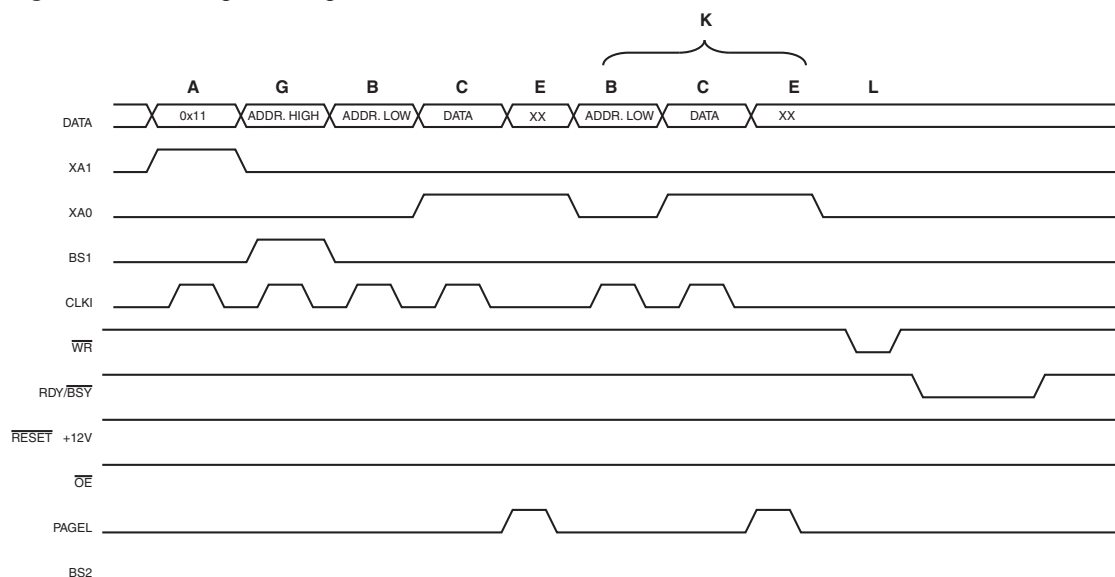 K
A G B C E B C E L
DATA 0x11 ADDR. HIGH ADDR. LOW DATA XX ADDR. LOW DATA XX
XA1
XA0
BS1
CLKI
WR
RDY/BSY
RESET +12V
OE
PAGEL
BS2